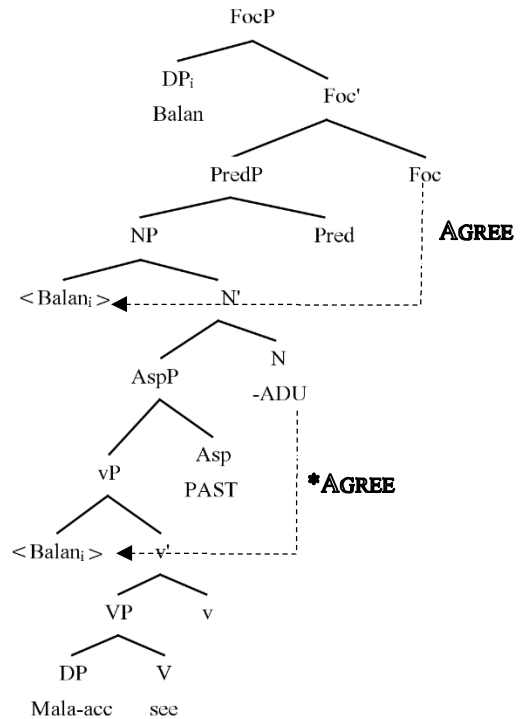 FocP
DPi Foc'
Balan
PredP Foc
NP Pred AGREE
<Balani> N'
AspP N
-ADU
vP Asp
PAST *AGREE
<Balani> v'
VP v
DP V
Mala-acc see